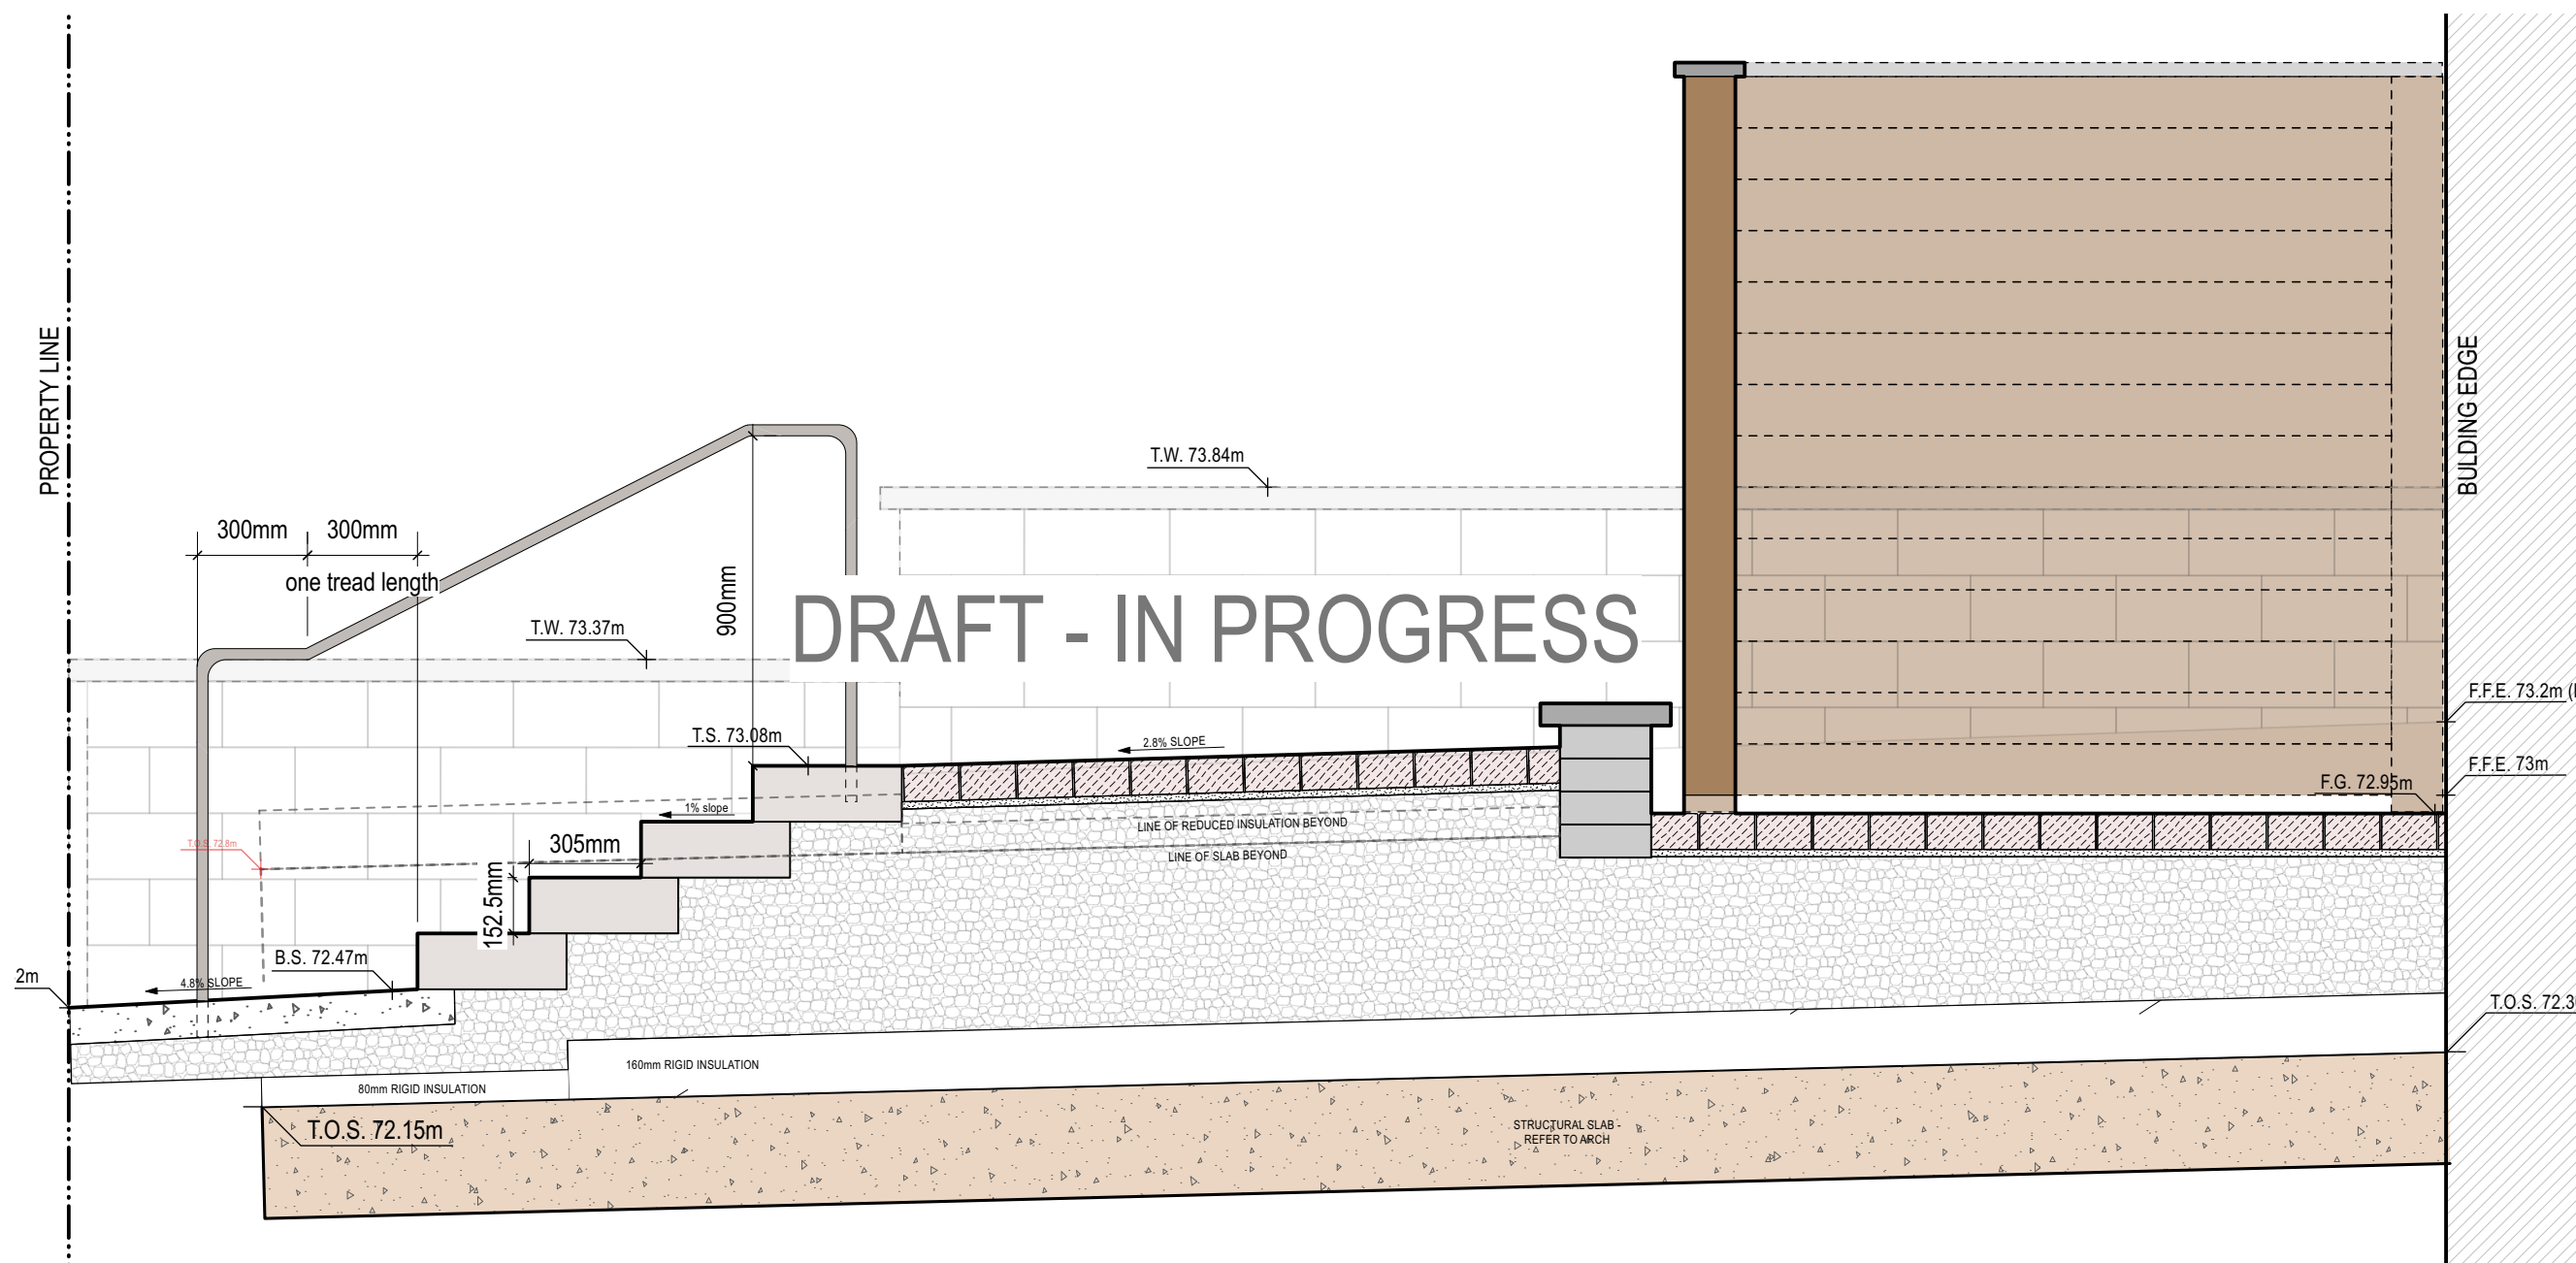 PROPERTY LINE
BULDING EDGE
T.W. 73.84m
300mm
300mm
one tread length
900mm
DRAFT - IN PROGRESS
T.W. 73.37m
F.F.E. 73.2m (
T.S. 73.08m
2.8% SLOPE
F.F.E. 73m
F.G. 72.95m
1% slope
LINE OF REDUCED INSULATION BEYOND
T.O.S. 72.8m
305mm
LINE OF SLAB BEYOND
152.5mm
B.S. 72.47m
2m
4.8% SLOPE
T.O.S. 72.3
160mm RIGID INSULATION
80mm RIGID INSULATION
T.O.S. 72.15m
STRUCTURAL SLAB -
REFER TO ARCH